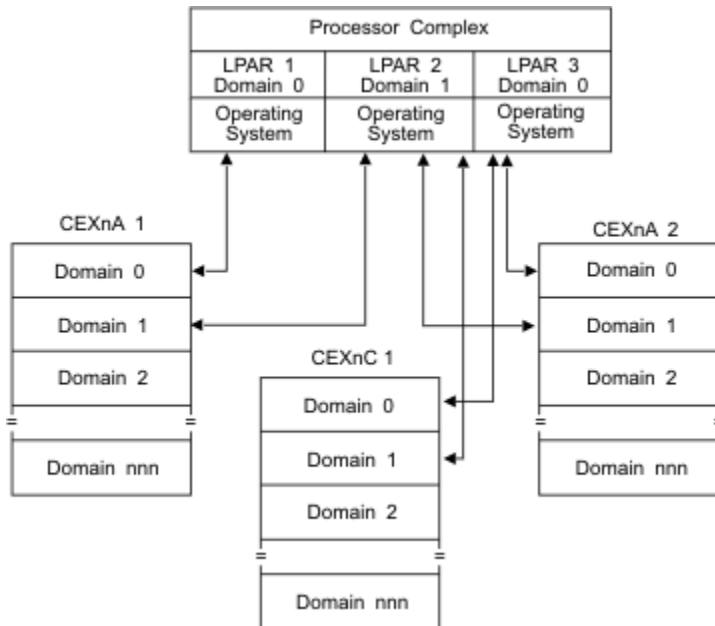 Processor Complex
LPAR 1
Domain 0
LPAR 2
Domain 1
LPAR 3
Domain 0
Operating
System
Operating
System
Operating
System
CEXnA 1
Domain 0
Domain 1
Domain 2
=
=
Domain nnn
CEXnC 1
Domain 0
Domain 1
Domain 2
=
=
Domain nnn
CEXnA 2
Domain 0
Domain 1
Domain 2
=
=
Domain nnn